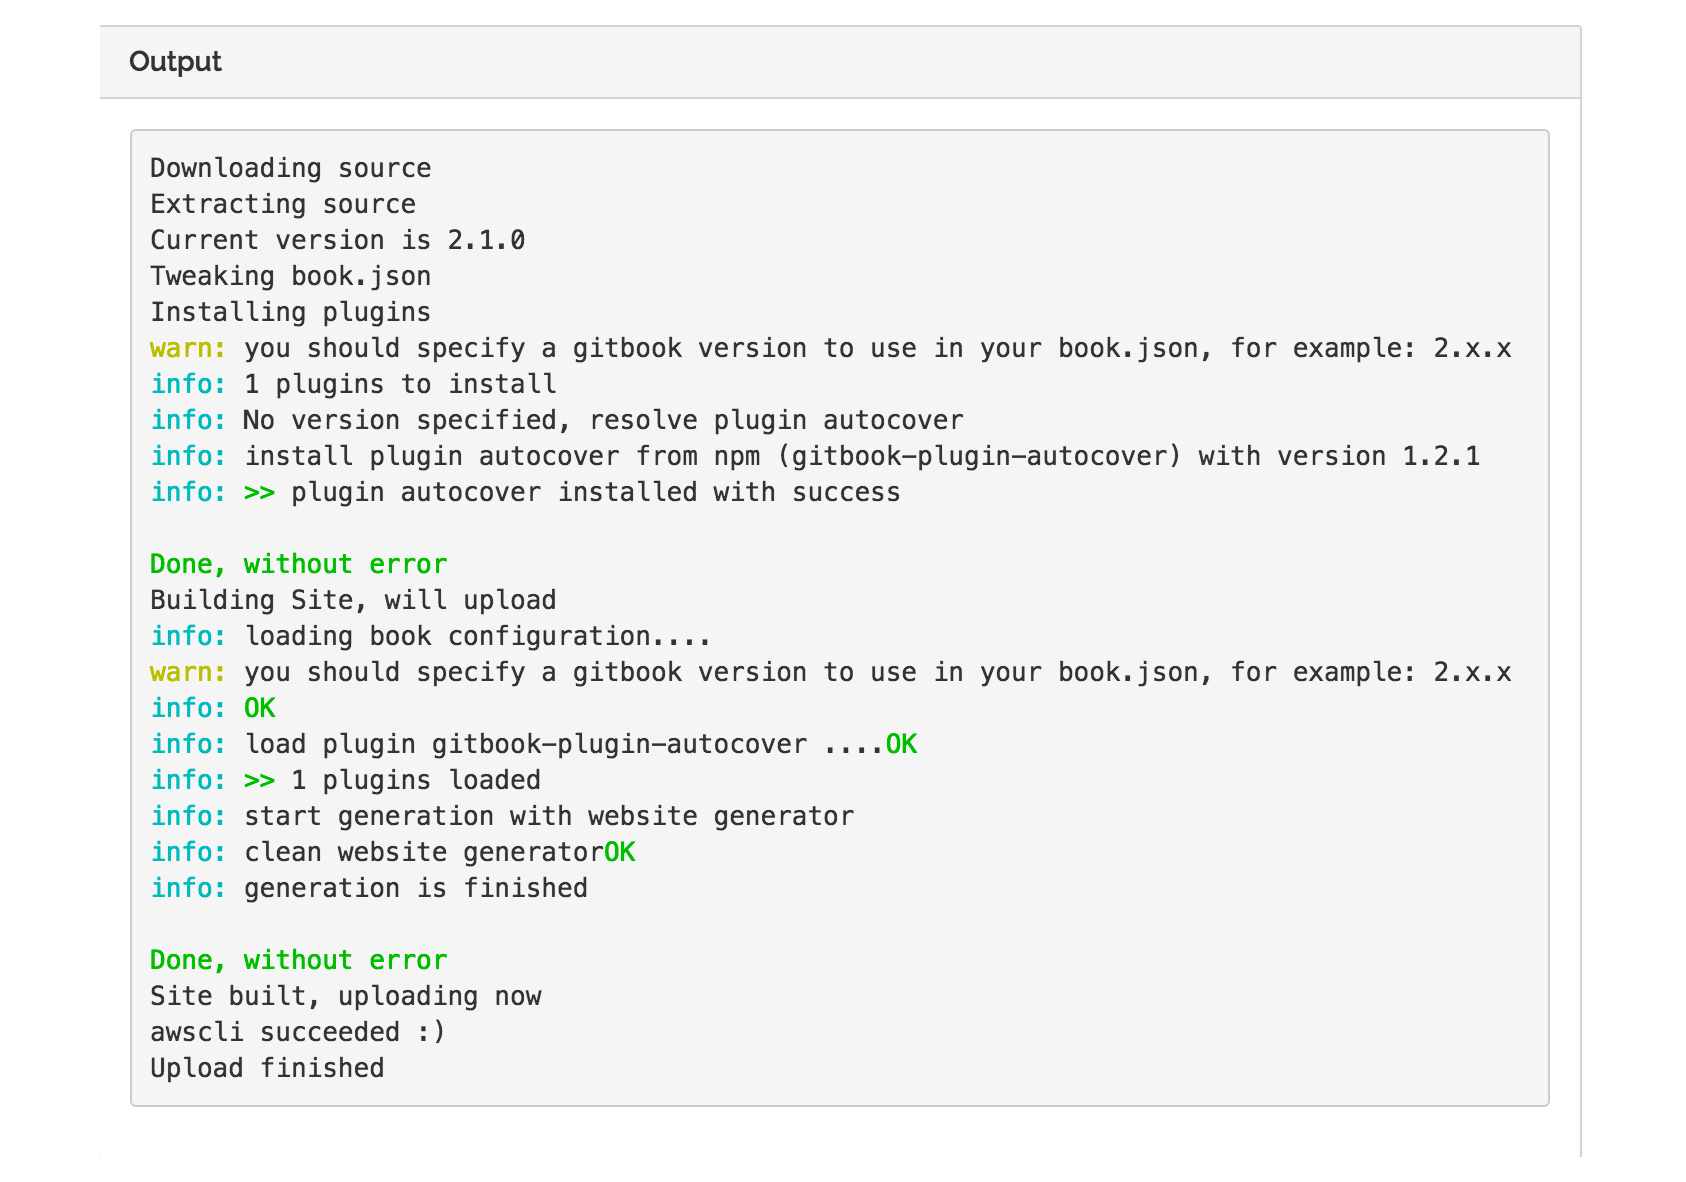 Output
Downloading source
Extracting source
Current version is 2.1.0
Tweaking book.json
Installing plugins
warn: you should specify a gitbook version to use in your book.json, for example: 2.x.x
info: 1 plugins to install
info: No version specified, resolve plugin autocover
info: install plugin autocover from npm (gitbook-plugin-autocover) with version 1.2.1
info: >> plugin autocover installed with success
Done, without error
Building Site, will upload
info: loading book configuration....
warn: you should specify a gitbook version to use in your book.json, for example: 2.x.x
info: OK
info: load plugin gitbook-plugin-autocover ....OK
info: >> 1 plugins loaded
info: start generation with website generator
info: clean website generatorOK
info: generation is finished
Done, without error
Site built, uploading now
awscli succeeded :)
Upload finished